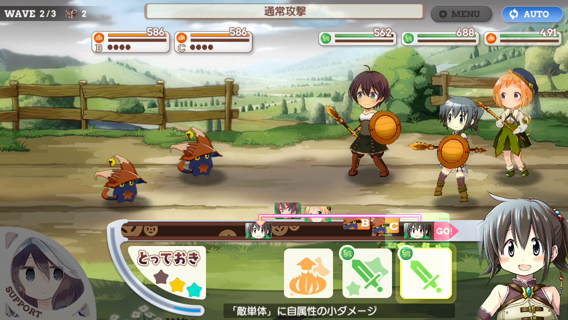 WAVE 2/3 2
通常攻撃
MENU
AUTO
586
B
586
C
562
688
491
B
C
GO!
とっておき
SUPPORT
「敵単体」に自属性の小ダメージ